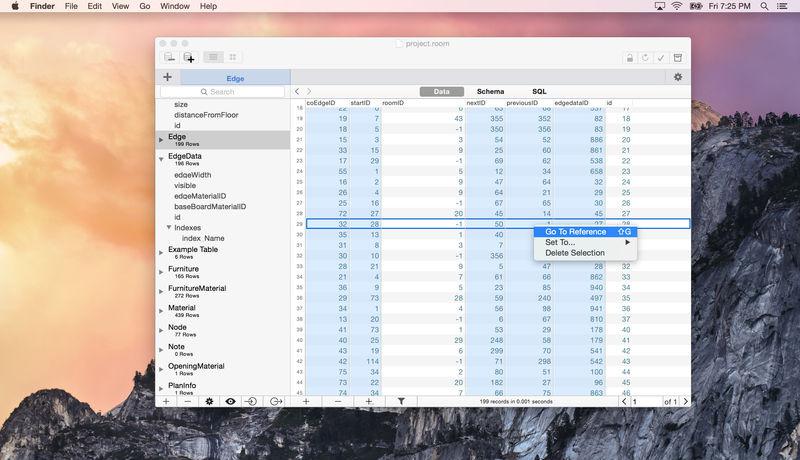 Finder File Edit View Go Window Help Fri 7:25 PM
project.room
Edge
Search
Data Schema SQL
size
distanceFromFloor
id
Edge
199 Rows
EdgeData
196 Rows
edgeWidth
visible
edgeMaterialID
baseBoardMaterialID
id
Indexes
index_Name
Example Table
6 Rows
Furniture
165 Rows
FurnitureMaterial
272 Rows
Material
439 Rows
Node
77 Rows
Note
0 Rows
OpeningMaterial
1 Rows
PlanInfo
1 Rows
coEdgeID startID roomID nextID previousID edgedataID id
19 19 7 43 355 352 82 18
20 18 5 -1 350 356 83 19
21 15 3 3 54 52 886 20
22 33 15 9 25 60 861 21
23 17 29 -1 69 62 538 22
24 55 1 5 12 34 658 23
25 16 2 9 47 64 32 24
26 26 4 9 64 21 29 25
27 25 16 -1 67 65 30 26
28 72 27 20 45 14 45 27
29 32 28 -1 50
30 35 13 1 40
31 31 8 3 7
32 30 10 -1 356
33 28 21 9 5 47 28 32
34 21 4 7 61 66 862 33
35 36 9 5 23 85 940 34
36 29 73 28 59 240 497 35
37 34 1 4 56 98 941 36
38 13 20 -1 6 67 810 37
39 41 73 1 53 29 178 40
40 40 25 29 248 58 179 41
41 43 19 6 299 70 541 42
42 42 114 -1 71 298 542 43
43 75 34 2 80 51 100 44
44 73 22 20 182 27 96 45
45 74 34 7 66 75 863 46
Go To Reference ⇧G
Set To...
Delete Selection
199 records in 0.001 seconds
1 of 1